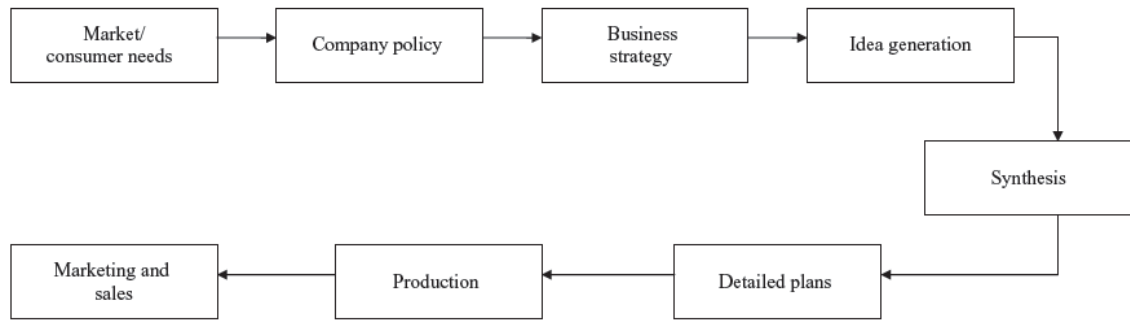 Market/
consumer needs
Company policy
Business
strategy
Idea generation
Synthesis
Detailed plans
Production
Marketing and
sales